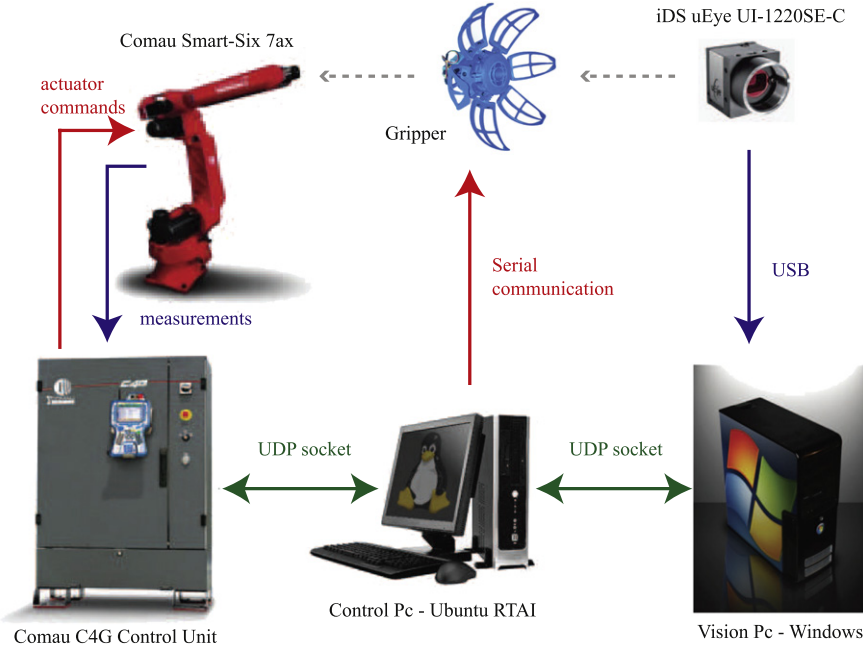 iDS uEye UI-1220SE-C
Comau Smart-Six 7ax
actuator
commands
Gripper
Serial
communication
USB
measurements
C4G
UDP socket
UDP socket
Control Pc - Ubuntu RTAI
Comau C4G Control Unit
Vision Pc - Windows